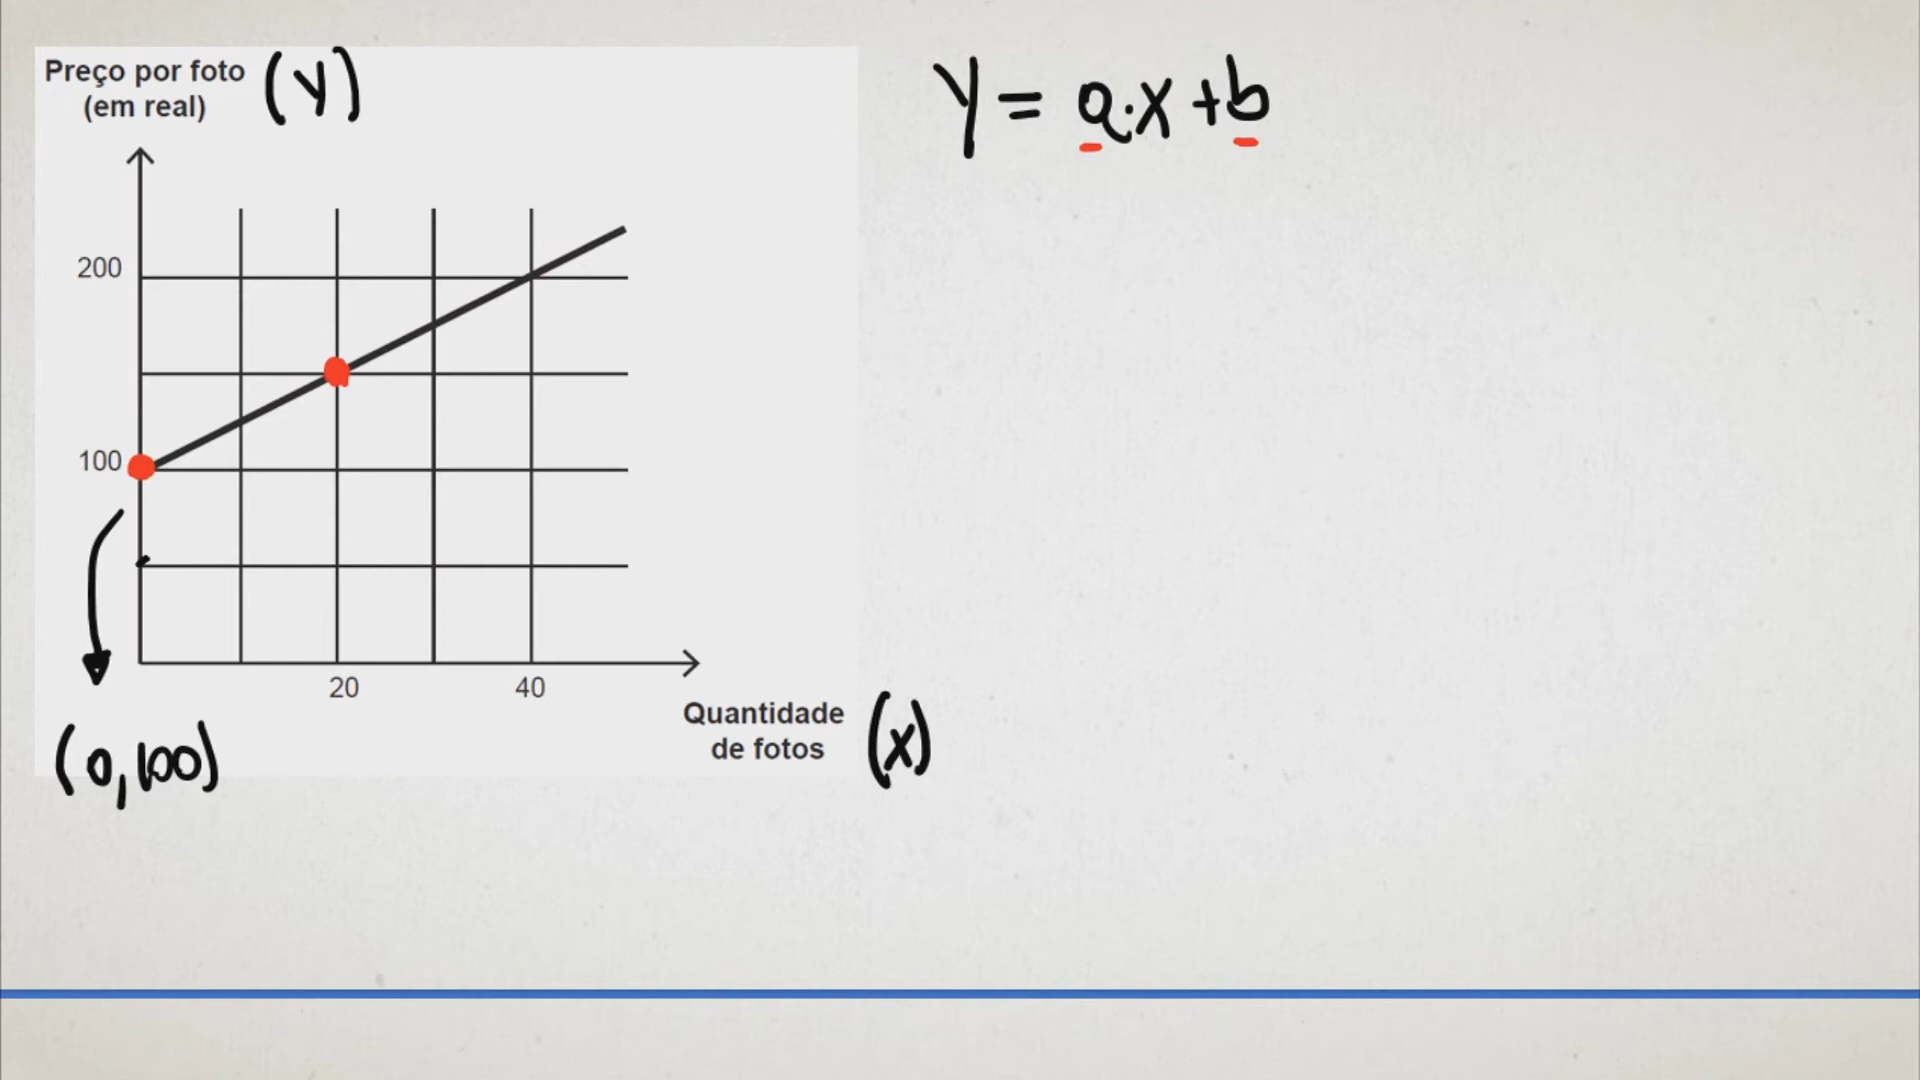 Preço por foto
(em real)
(y)
y = a.x + b
200
100
20
40
Quantidade
de fotos
(x)
(0,100)